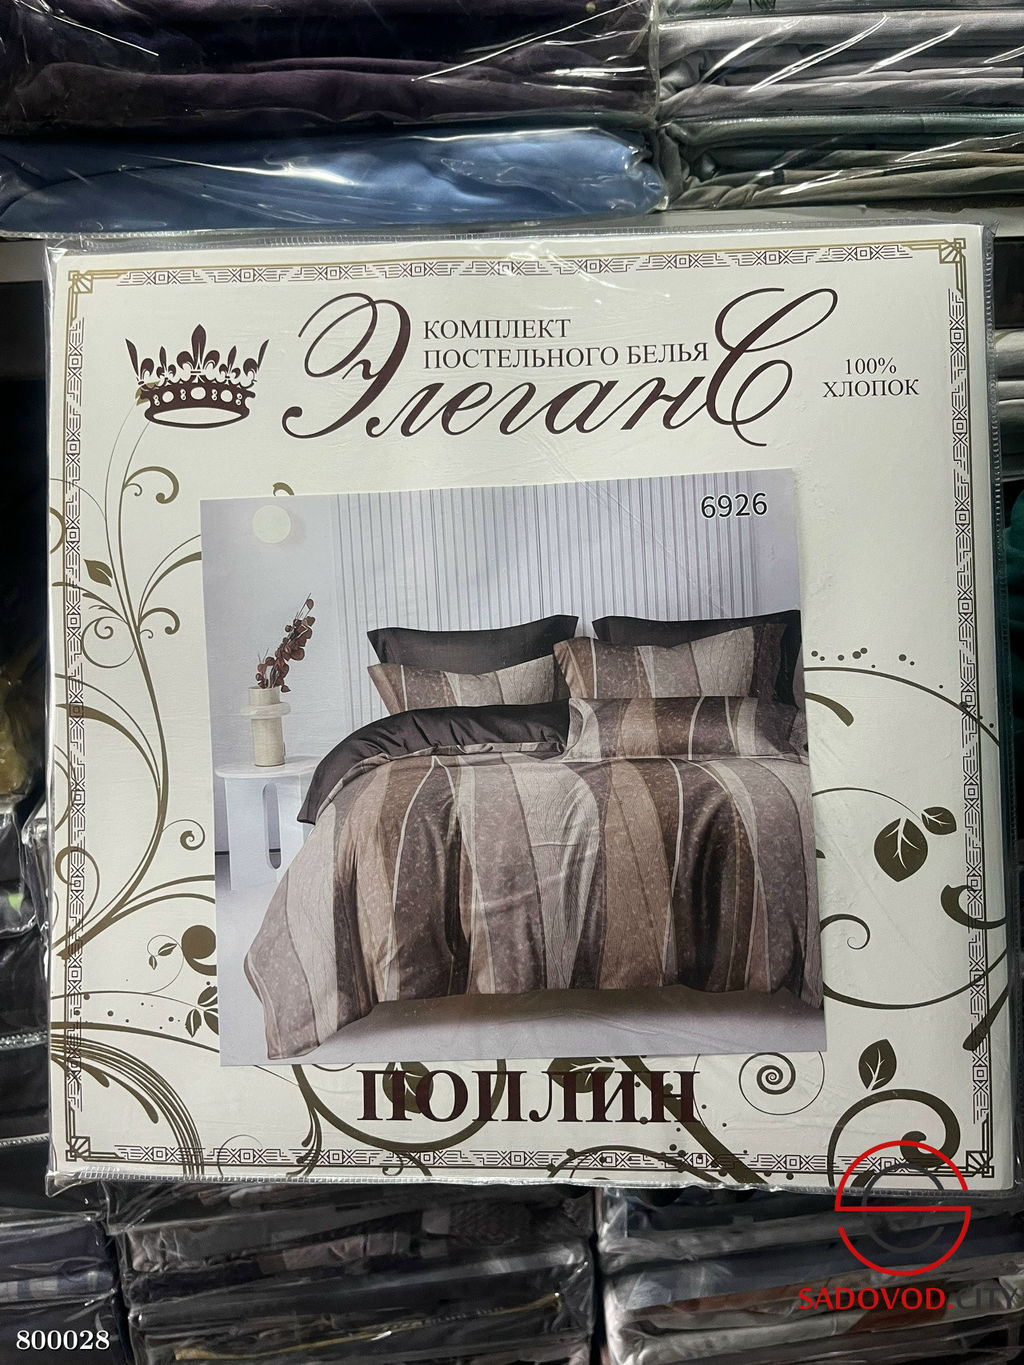 КОМПЛЕКТ
ПОСТЕЛЬНОГО БЕЛЬЯ
ЭлеганС
100%
ХЛОПОК
6926
ПОПЛИН
SADOVOD.CITY
800028